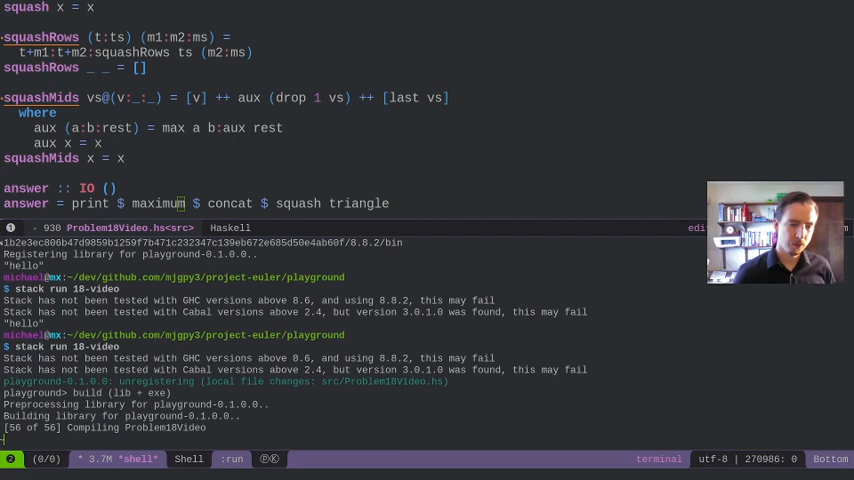 squash x = x
squashRows (t:ts) (m1:m2:ms) =
t+m1:t+m2:squashRows ts (m2:ms)
squashRows _ _ = []
squashMids vs@(v:_:_) = [v] ++ aux (drop 1 vs) ++ [last vs]
where
aux (a:b:rest) = max a b:aux rest
aux x = x
squashMids x = x
answer :: IO ()
answer = print $ maximum $ concat $ squash triangle
1 - 930 Problem18Video.hs<src> Haskell
1b2e3ec806b47d9859b1259f7b471c232347c139eb672e685d50e4ab60f/8.8.2/bin
Registering library for playground-0.1.0.0..
"hello"
michael@mx:~/dev/github.com/mjgpy3/project-euler/playground
$ stack run 18-video
Stack has not been tested with GHC versions above 8.6, and using 8.8.2, this may fail
Stack has not been tested with Cabal versions above 2.4, but version 3.0.1.0 was found, this may fail
"hello"
michael@mx:~/dev/github.com/mjgpy3/project-euler/playground
$ stack run 18-video
Stack has not been tested with GHC versions above 8.6, and using 8.8.2, this may fail
Stack has not been tested with Cabal versions above 2.4, but version 3.0.1.0 was found, this may fail
playground-0.1.0.0: unregistering (local file changes: src/Problem18Video.hs)
playground> build (lib + exe)
Preprocessing library for playground-0.1.0.0..
Building library for playground-0.1.0.0..
[56 of 56] Compiling Problem18Video
2 (0/0) * 3.7M *shell* Shell :run ⓅⓀ terminal utf-8 | 270986: 0 Bottom